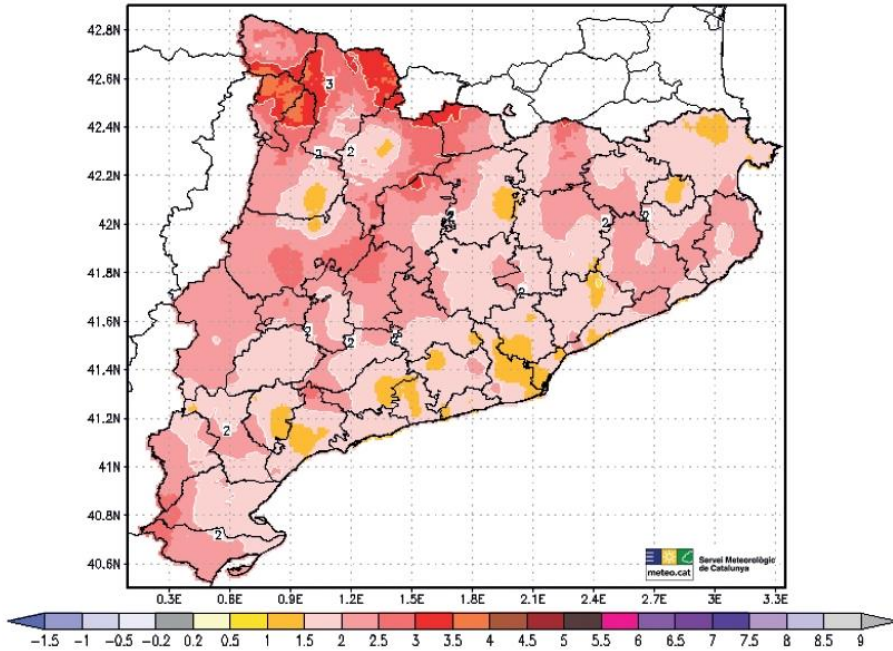 42.8N
42.6N
42.4N
42.2N
42N
41.8N
41.6N
41.4N
41.2N
41N
40.8N
40.6N
3
2
2
2
2
2
2
2
2
2
2
2
2
Servei Meteorològic
de Catalunya
meteo.cat
0.3E 0.6E 0.9E 1.2E 1.5E 1.8E 2.1E 2.4E 2.7E 3E 3.3E
-1.5 -1 -0.5 -0.2 0.2 0.5 1 1.5 2 2.5 3 3.5 4 4.5 5 5.5 6 6.5 7 7.5 8 8.5 9